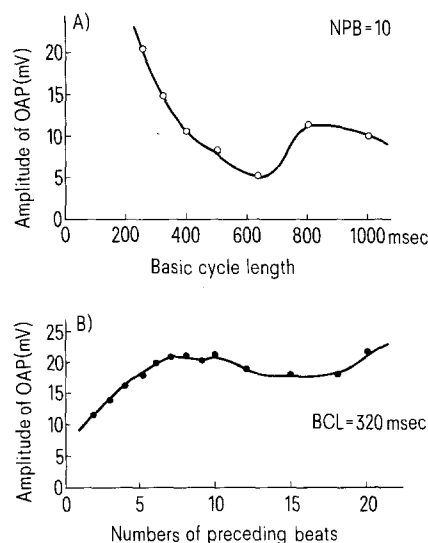 A)
NPB=10
Amplitude of OAP(mV)
20
15
10
5
0
0
200
400
600
800
1000 msec
Basic cycle length
B)
Amplitude of OAP(mV)
25
20
15
10
5
0
BCL=320 msec
0
5
10
15
20
Numbers of preceding beats